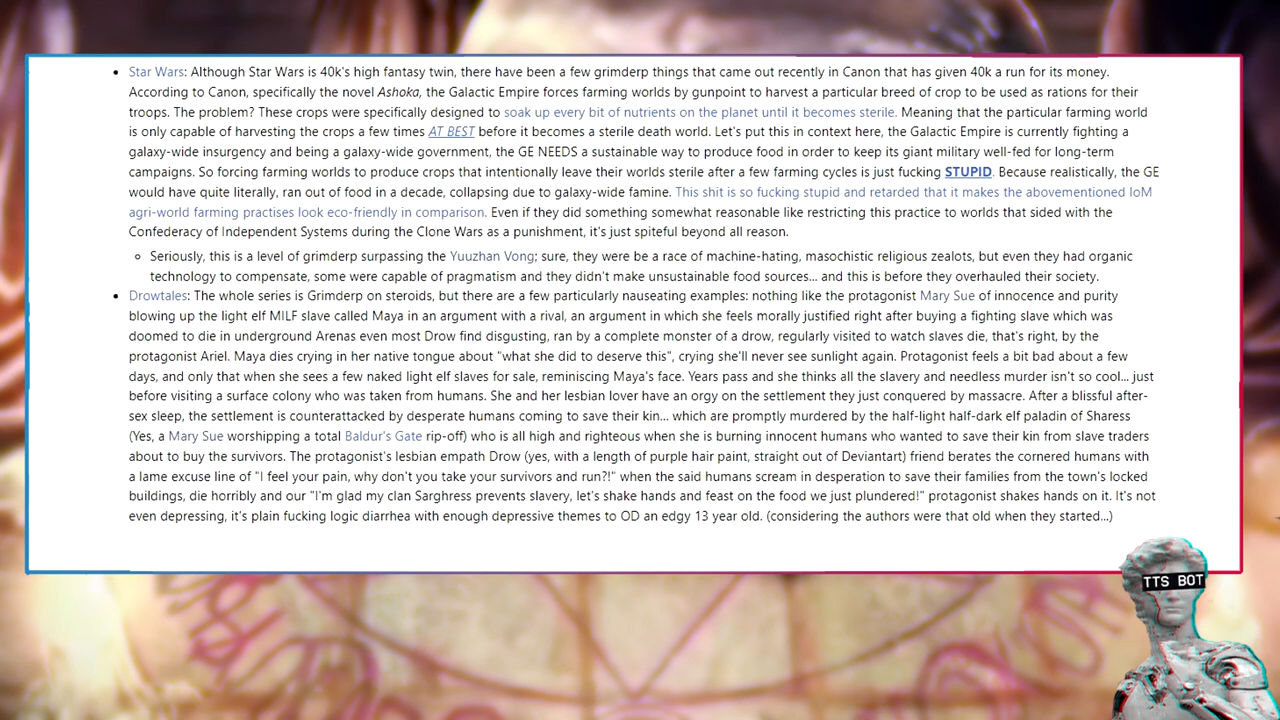 Star Wars: Although Star Wars is 40k's high fantasy twin, there have been a few grimderp things that came out recently in Canon that has given 40k a run for its money.
According to Canon, specifically the novel Ashoka, the Galactic Empire forces farming worlds by gunpoint to harvest a particular breed of crop to be used as rations for their
troops. The problem? These crops were specifically designed to soak up every bit of nutrients on the planet until it becomes sterile. Meaning that the particular farming world
is only capable of harvesting the crops a few times AT BEST before it becomes a sterile death world. Let's put this in context here, the Galactic Empire is currently fighting a
galaxy-wide insurgency and being a galaxy-wide government, the GE NEEDS a sustainable way to produce food in order to keep its giant military well-fed for long-term
campaigns. So forcing farming worlds to produce crops that intentionally leave their worlds sterile after a few farming cycles is just fucking STUPID. Because realistically, the GE
would have quite literally, ran out of food in a decade, collapsing due to galaxy-wide famine. This shit is so fucking stupid and retarded that it makes the abovementioned IoM
agri-world farming practises look eco-friendly in comparison. Even if they did something somewhat reasonable like restricting this practice to worlds that sided with the
Confederacy of Independent Systems during the Clone Wars as a punishment, it's just spiteful beyond all reason.
Seriously, this is a level of grimderp surpassing the Yuuzhan Vong; sure, they were be a race of machine-hating, masochistic religious zealots, but even they had organic
technology to compensate, some were capable of pragmatism and they didn't make unsustainable food sources... and this is before they overhauled their society.
Drowtales: The whole series is Grimderp on steroids, but there are a few particularly nauseating examples: nothing like the protagonist Mary Sue of innocence and purity
blowing up the light elf MILF slave called Maya in an argument with a rival, an argument in which she feels morally justified right after buying a fighting slave which was
doomed to die in underground Arenas even most Drow find disgusting, ran by a complete monster of a drow, regularly visited to watch slaves die, that's right, by the
protagonist Ariel. Maya dies crying in her native tongue about "what she did to deserve this", crying she'll never see sunlight again. Protagonist feels a bit bad about a few
days, and only that when she sees a few naked light elf slaves for sale, reminiscing Maya's face. Years pass and she thinks all the slavery and needless murder isn't so cool... just
before visiting a surface colony who was taken from humans. She and her lesbian lover have an orgy on the settlement they just conquered by massacre. After a blissful after-
sex sleep, the settlement is counterattacked by desperate humans coming to save their kin... which are promptly murdered by the half-light half-dark elf paladin of Sharess
(Yes, a Mary Sue worshipping a total Baldur's Gate rip-off) who is all high and righteous when she is burning innocent humans who wanted to save their kin from slave traders
about to buy the survivors. The protagonist's lesbian empath Drow (yes, with a length of purple hair paint, straight out of Deviantart) friend berates the cornered humans with
a lame excuse line of "I feel your pain, why don't you take your survivors and run?!" when the said humans scream in desperation to save their families from the town's locked
buildings, die horribly and our "I'm glad my clan Sarghress prevents slavery, let's shake hands and feast on the food we just plundered!" protagonist shakes hands on it. It's not
even depressing, it's plain fucking logic diarrhea with enough depressive themes to OD an edgy 13 year old. (considering the authors were that old when they started...)
TTS BOT